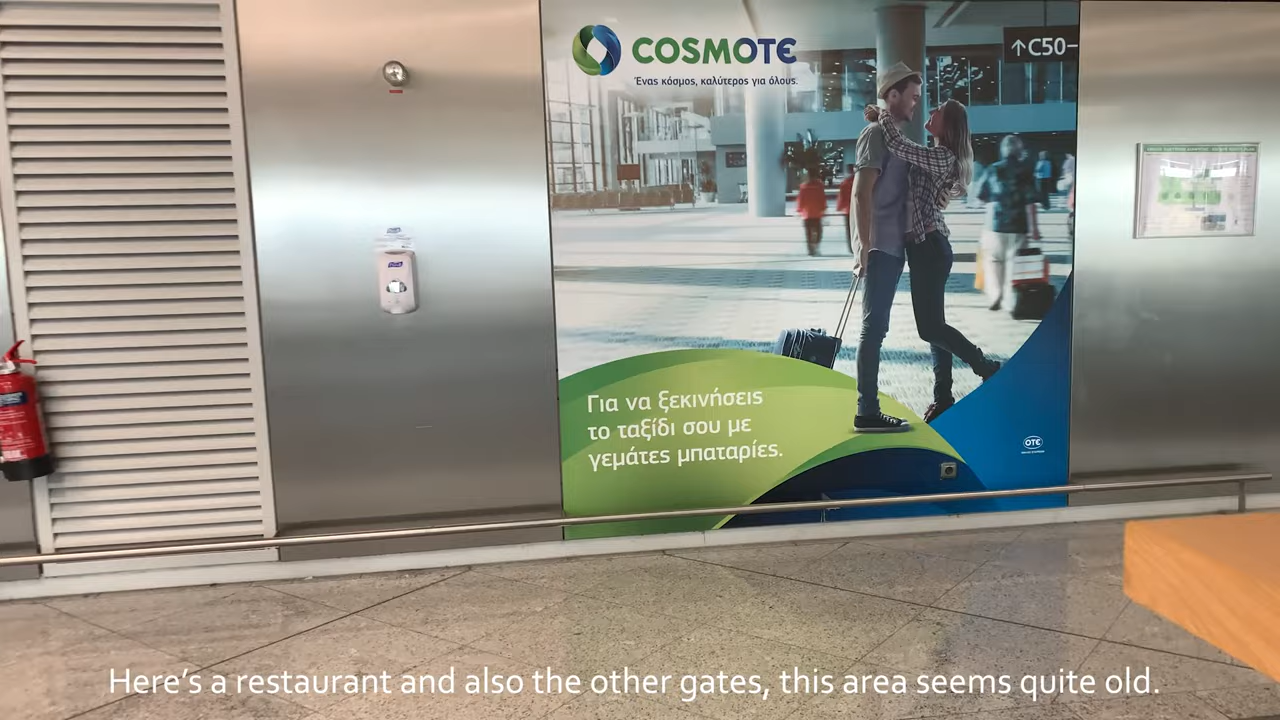 COSMOTE
Ένας κόσμος, καλύτερος για όλους.
↑C50-
Για να ξεκινήσεις
το ταξίδι σου με
γεμάτες μπαταρίες.
OTE
Here's a restaurant and also the other gates, this area seems quite old.